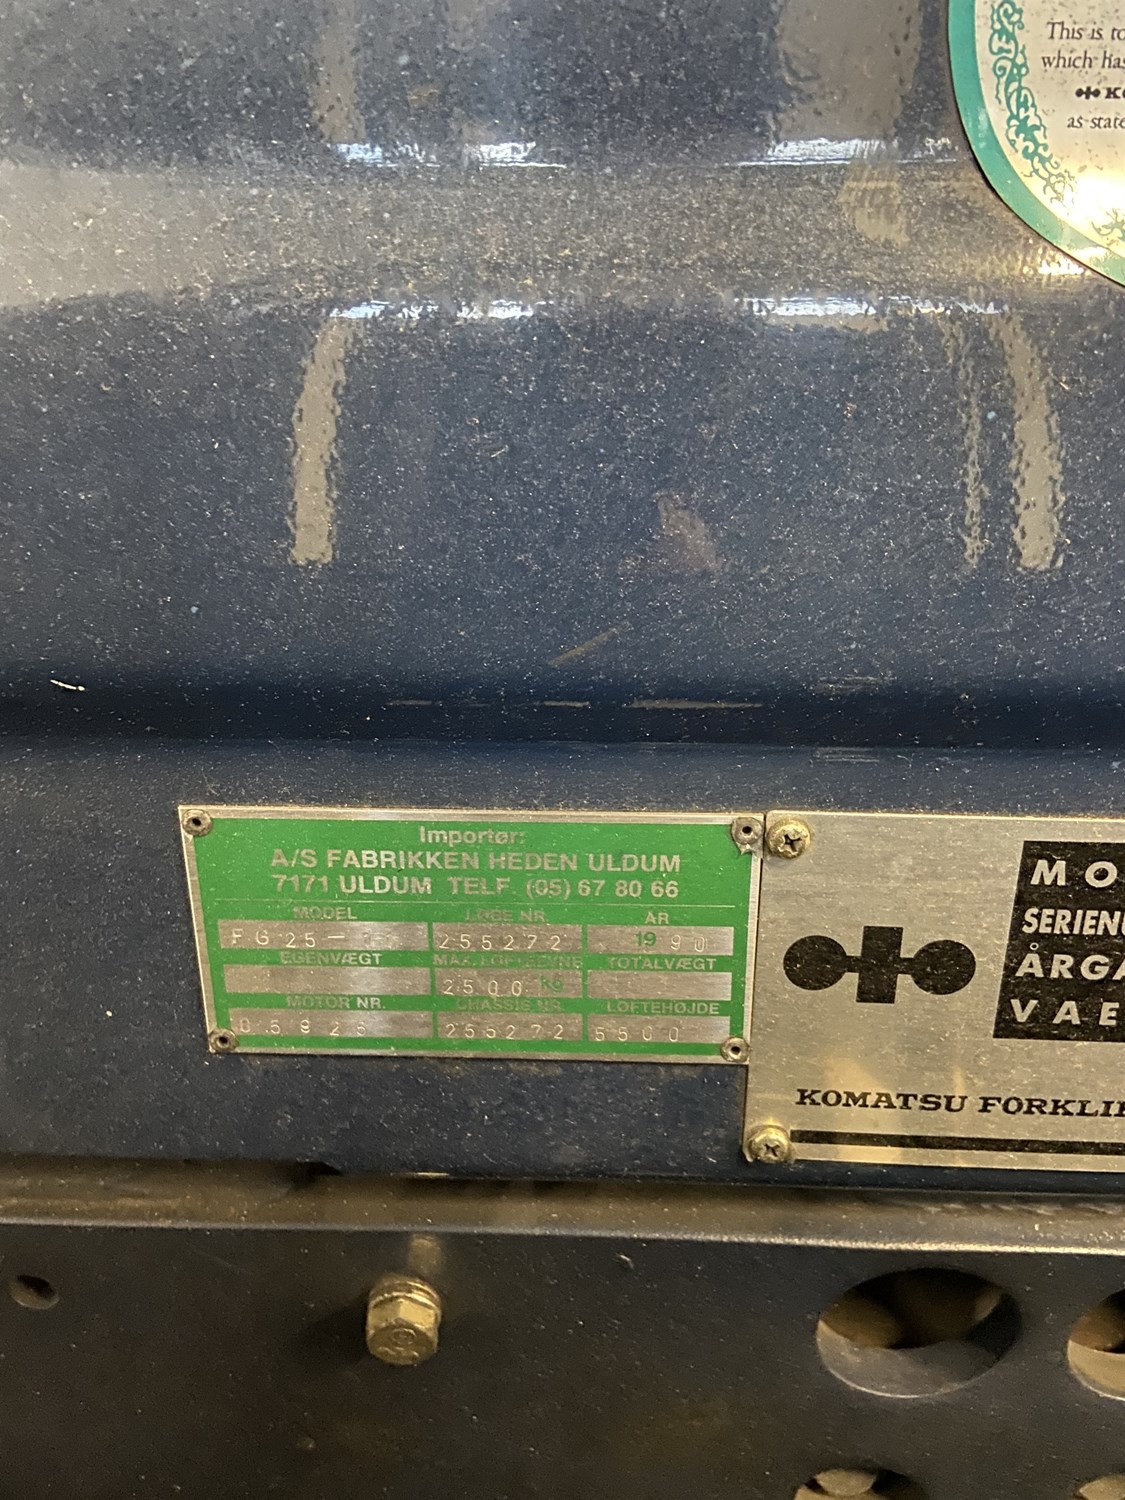 This is to
which has
as state
Importør:
A/S FABRIKKEN HEDEN ULDUM
7171 ULDUM TELF. (05) 67 80 66
MODEL LØBE NR. ÅR
FG 25 - 255272 1990
EGENVÆGT MAX. LØFTEEVNE TOTALVÆGT
2500 kg
MOTOR NR. CHASSIS NR. LØFTEHØJDE
255272 5500
MO
SERIENU
ÅRGA
VAE
KOMATSU FORKLIF